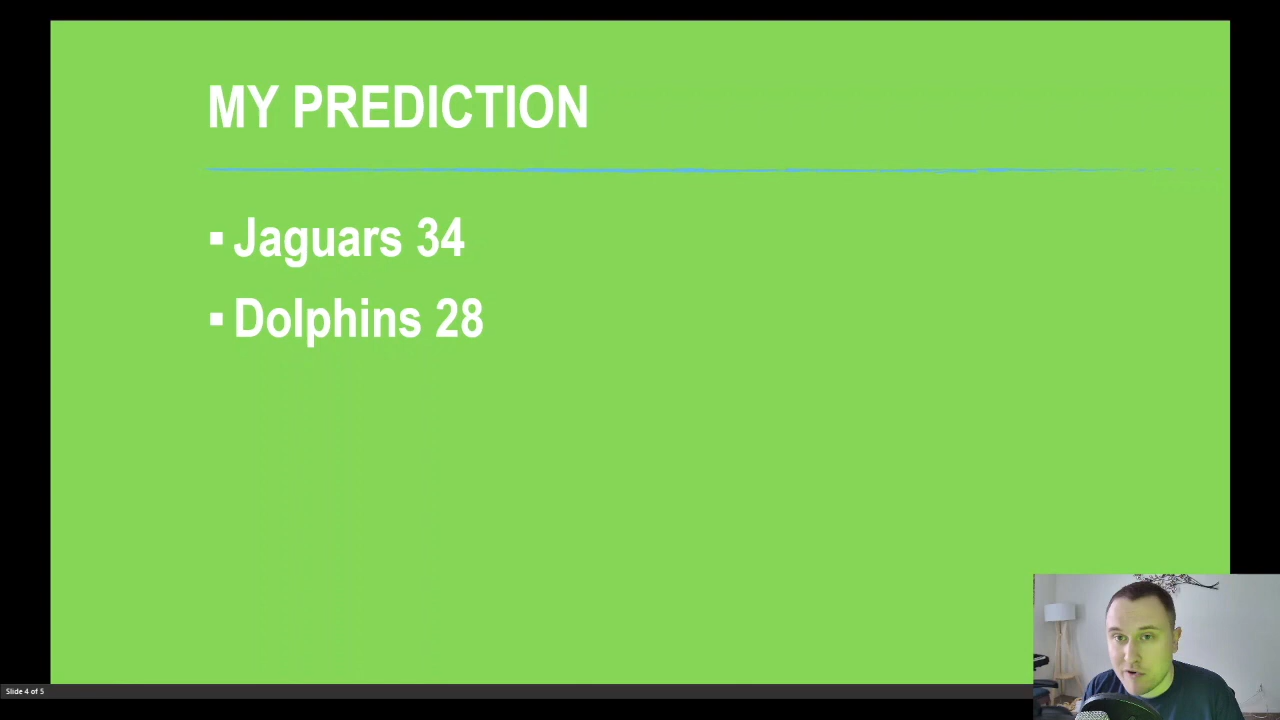 MY PREDICTION
▪ Jaguars 34
▪ Dolphins 28
Slide 4 of 5